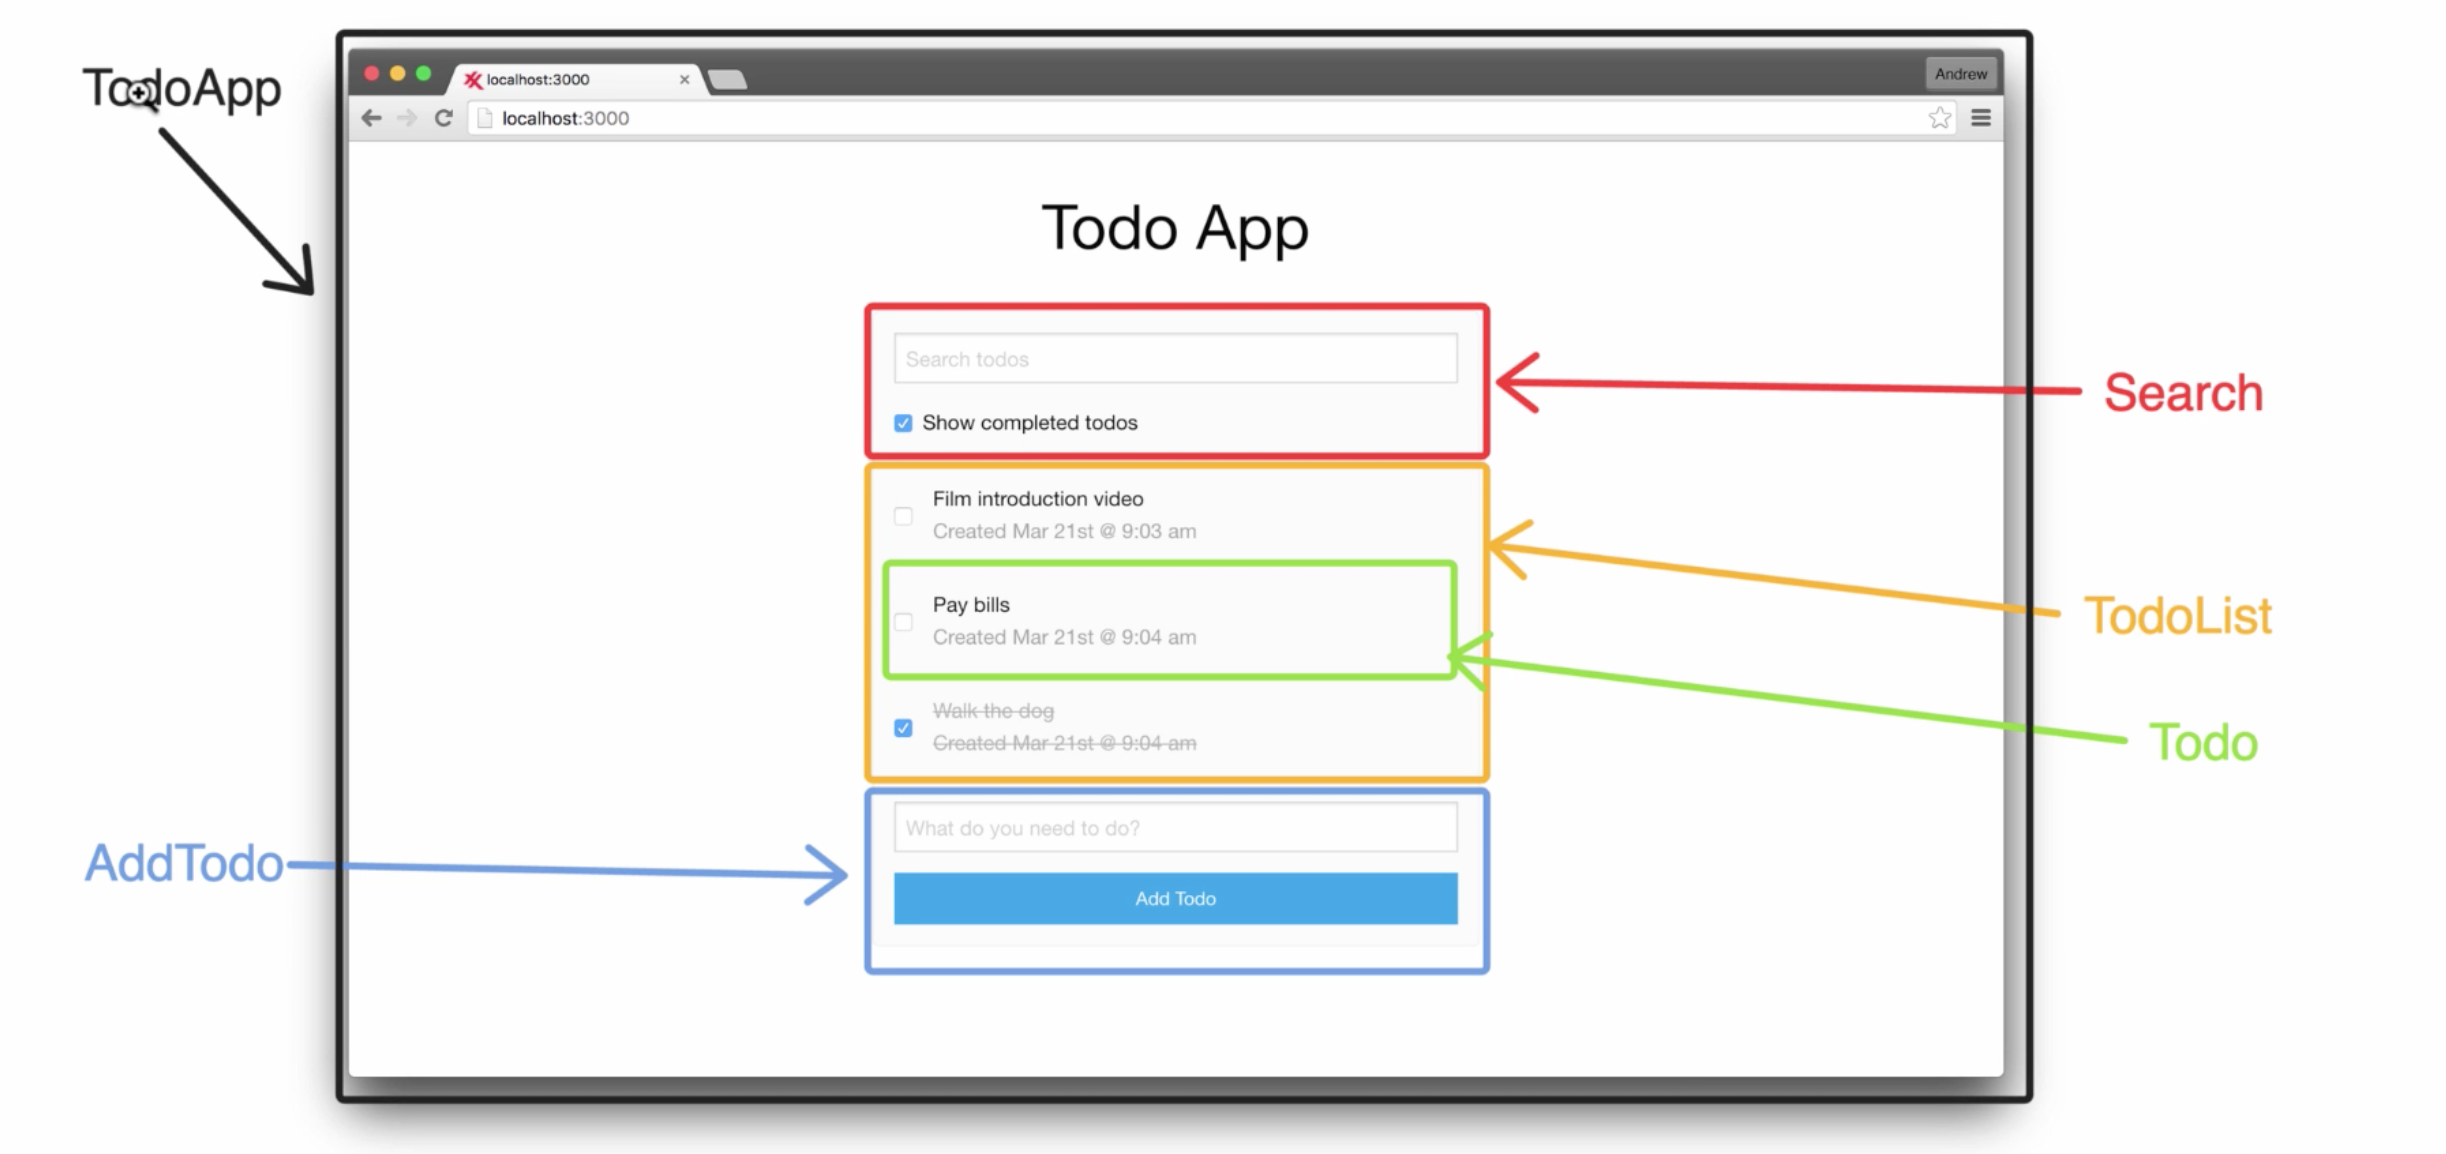 TodoApp
localhost:3000
Andrew
localhost:3000
Todo App
Search todos
Show completed todos
Search
Film introduction video
Created Mar 21st @ 9:03 am
Pay bills
Created Mar 21st @ 9:04 am
TodoList
Walk the dog
Created Mar 21st @ 9:04 am
Todo
What do you need to do?
AddTodo
Add Todo